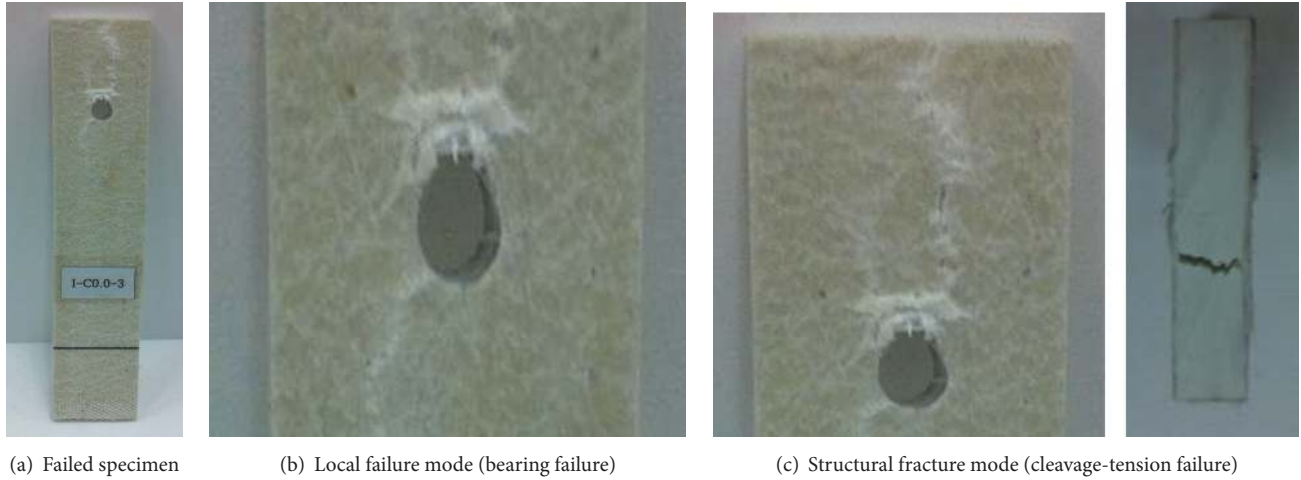 I-C0.0-3
(a) Failed specimen
(b) Local failure mode (bearing failure)
(c) Structural fracture mode (cleavage-tension failure)